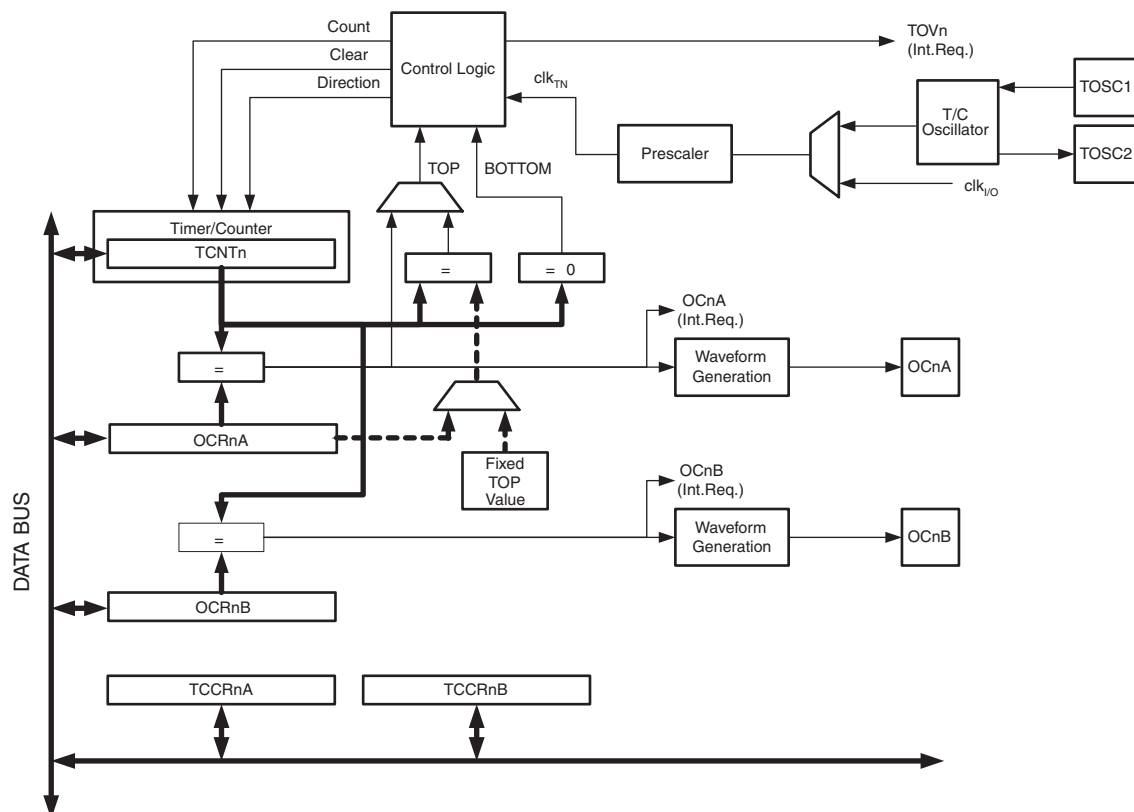 Count
Clear
Direction
Control Logic
TOVn
(Int.Req.)
clkTN
TOSC1
T/C
Oscillator
TOSC2
Prescaler
clkI/O
TOP
BOTTOM
Timer/Counter
TCNTn
=
= 0
OCnA
(Int.Req.)
=
Waveform
Generation
OCnA
OCRnA
Fixed
TOP
Value
OCnB
(Int.Req.)
=
Waveform
Generation
OCnB
OCRnB
DATA BUS
TCCRnA
TCCRnB